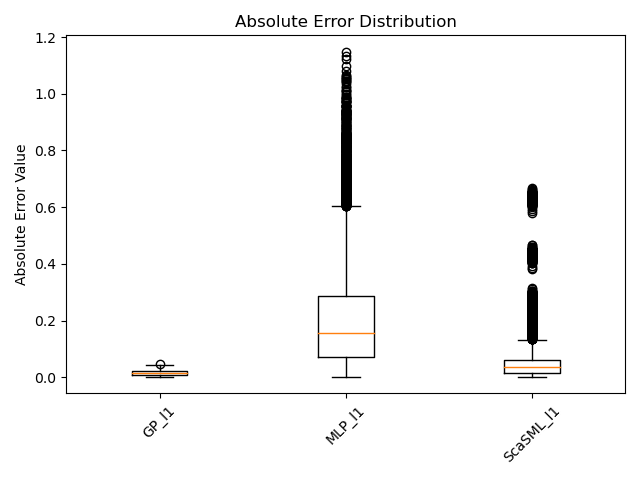 Absolute Error Distribution
Absolute Error Value
1.2
1.0
0.8
0.6
0.4
0.2
0.0
GP_l1
MLP_l1
ScaSML_l1